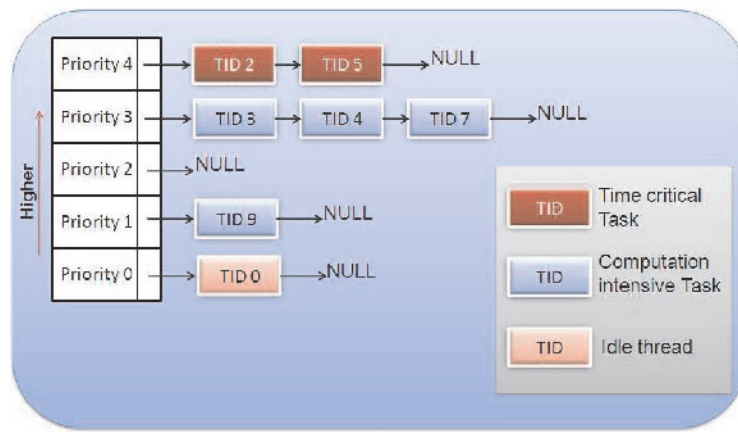 Priority 4 TID 2 TID 5 NULL
Priority 3 TID 3 TID 4 TID 7 NULL
Priority 2 NULL
Priority 1 TID 9 NULL
Priority 0 TID 0 NULL
Higher
TID Time critical
Task
TID Computation
intensive Task
TID Idle thread